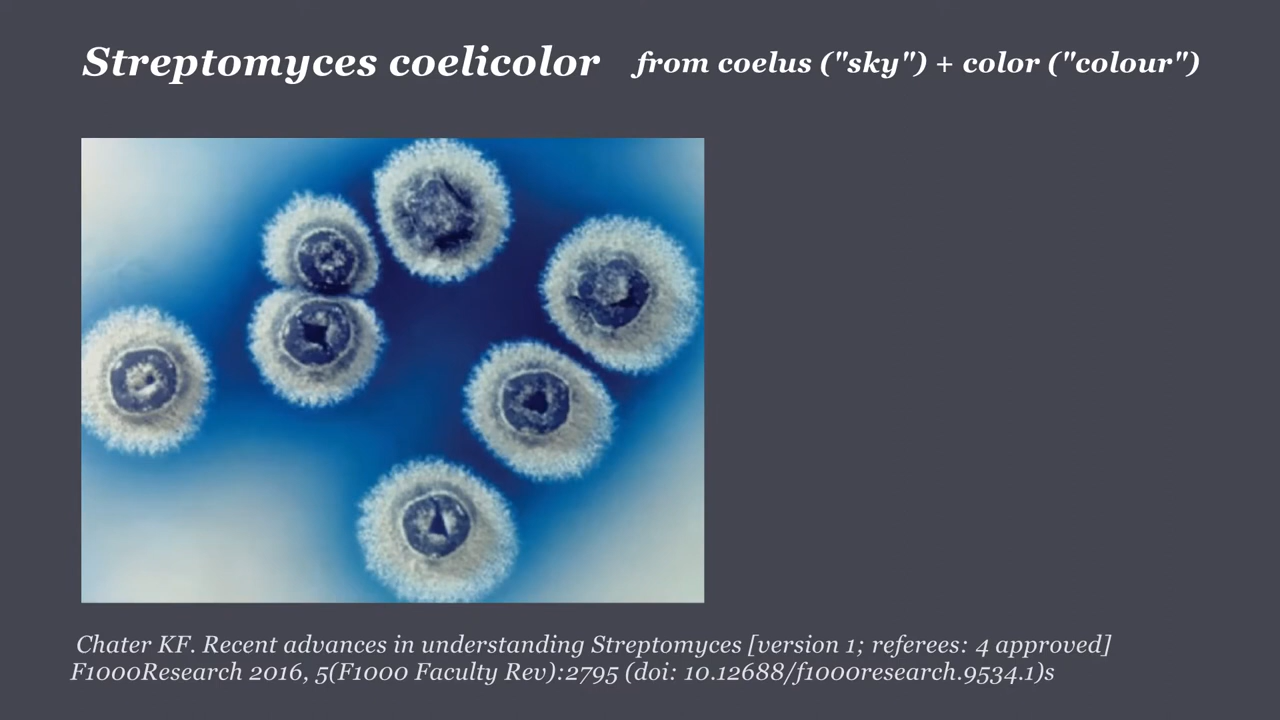 Streptomyces coelicolor from coelus ("sky") + color ("colour")
Chater KF. Recent advances in understanding Streptomyces [version 1; referees: 4 approved]
F1000Research 2016, 5(F1000 Faculty Rev):2795 (doi: 10.12688/f1000research.9534.1)s